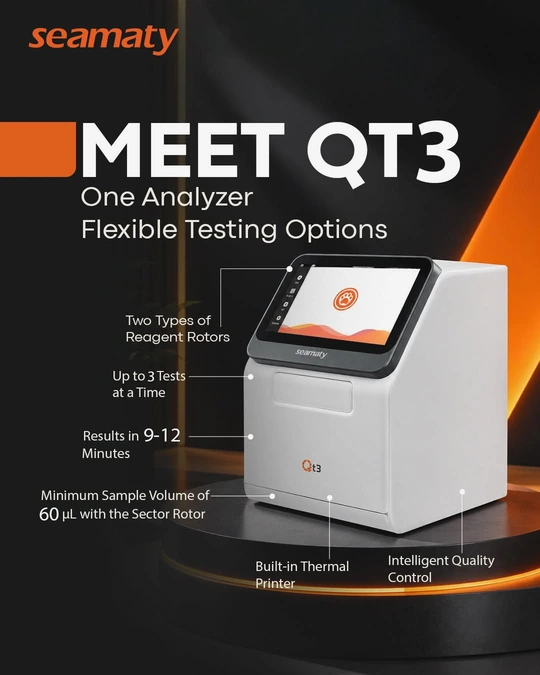 seamaty
MEET QT3
One Analyzer
Flexible Testing Options
Two Types of
Reagent Rotors
seamaty
Up to 3 Tests
at a Time
Results in 9-12
Minutes
Qt3
Minimum Sample Volume of
60 µL with the Sector Rotor
Built-in Thermal
Printer
Intelligent Quality
Control